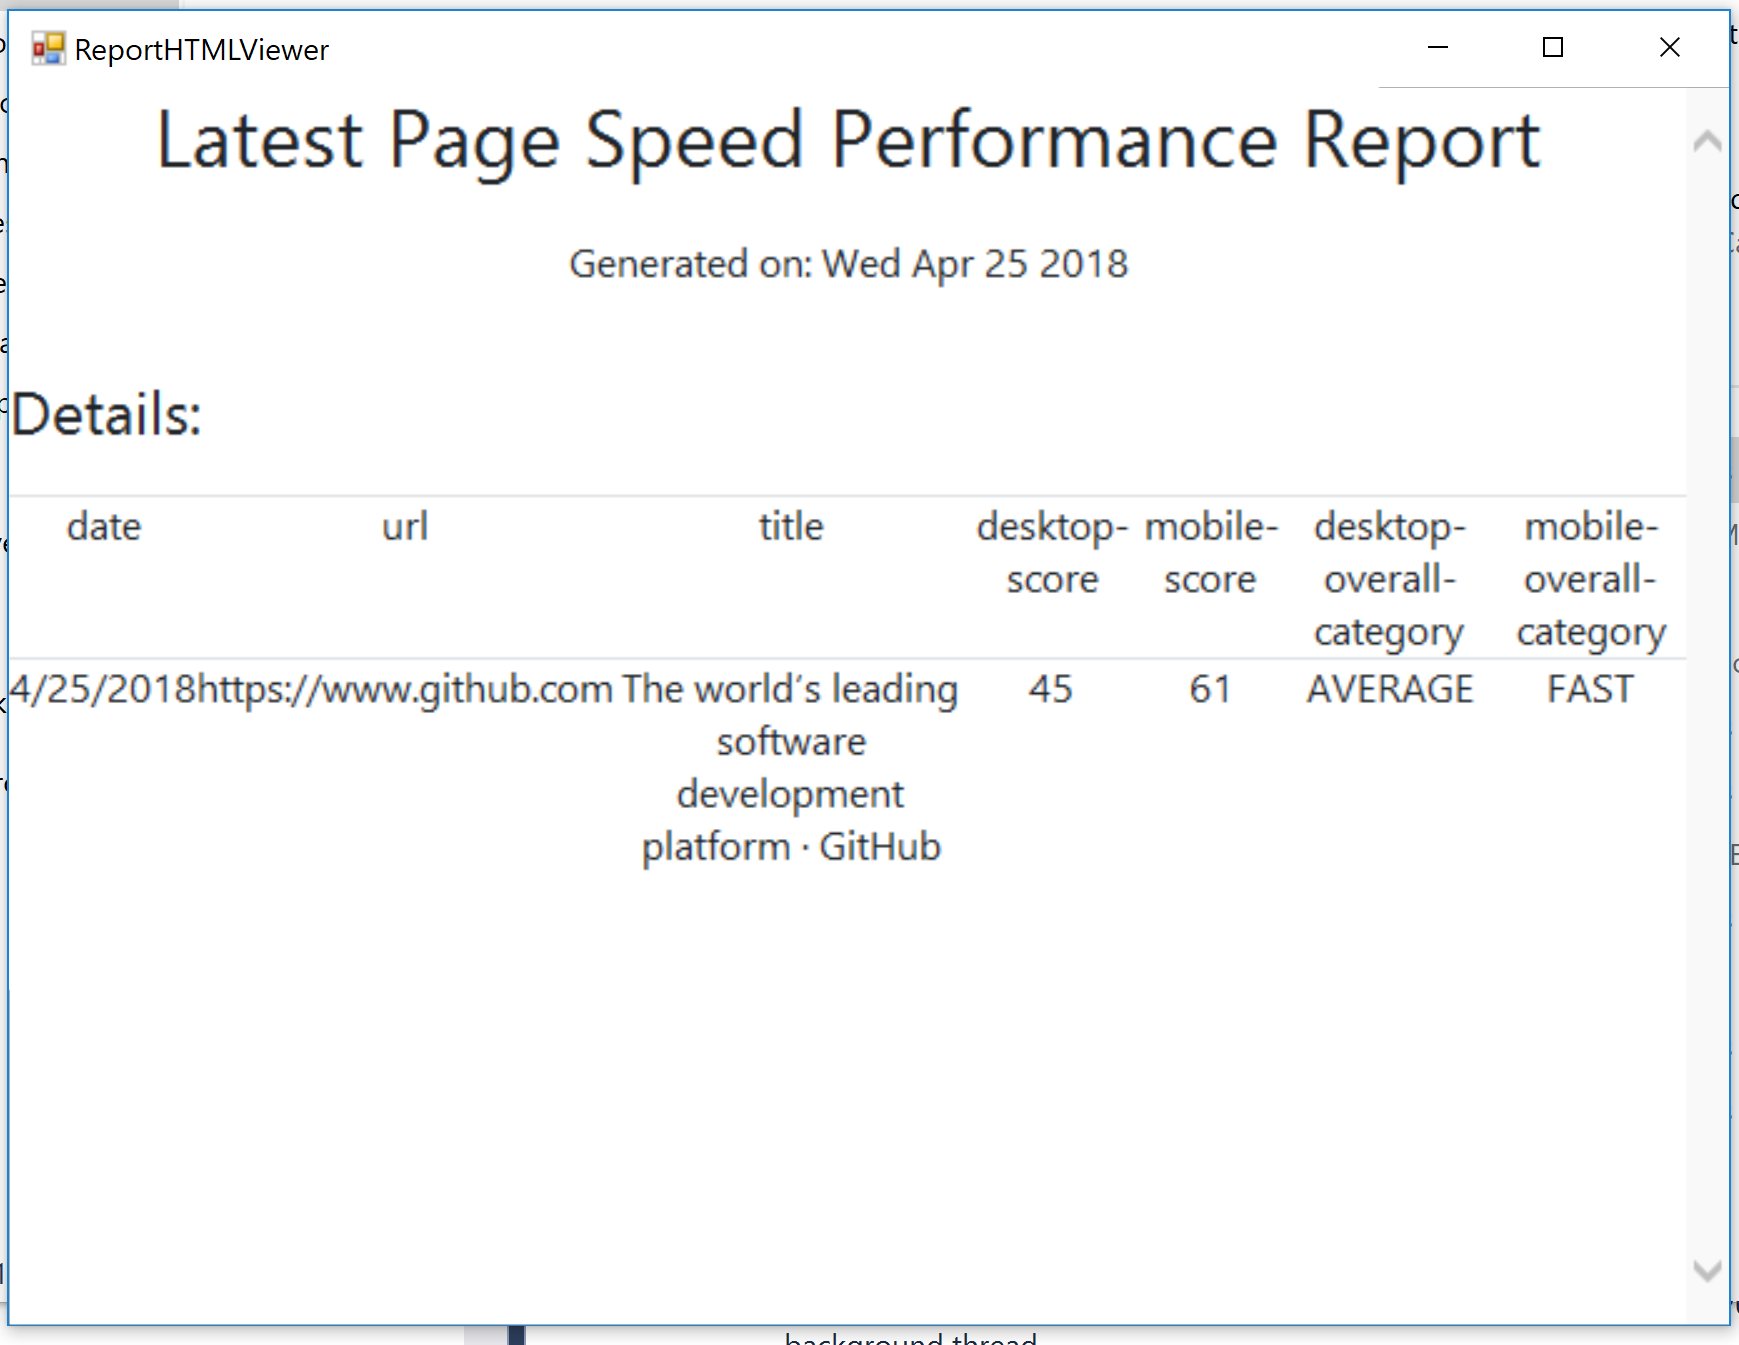 ReportHTMLViewer
Latest Page Speed Performance Report
Generated on: Wed Apr 25 2018
Details:
date url title desktop- mobile- desktop- mobile-
score score overall- overall-
category category
4/25/2018 https://www.github.com The world's leading 45 61 AVERAGE FAST
software
development
platform · GitHub
background thread